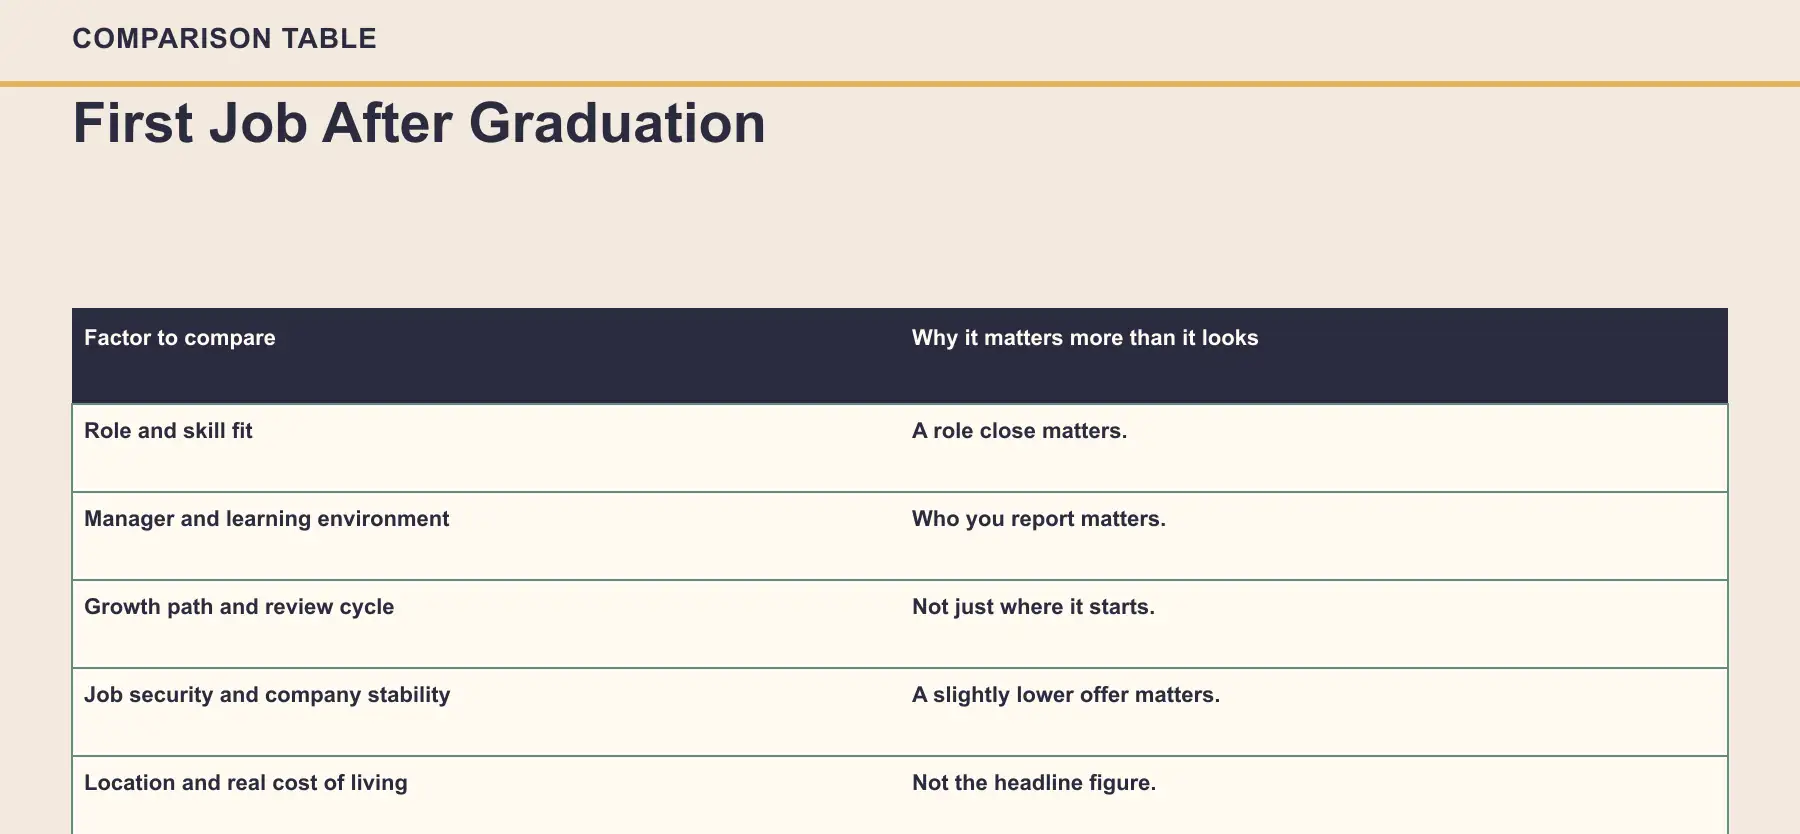 COMPARISON TABLE
First Job After Graduation
Factor to compare
Why it matters more than it looks
Role and skill fit
A role close matters.
Manager and learning environment
Who you report matters.
Growth path and review cycle
Not just where it starts.
Job security and company stability
A slightly lower offer matters.
Location and real cost of living
Not the headline figure.